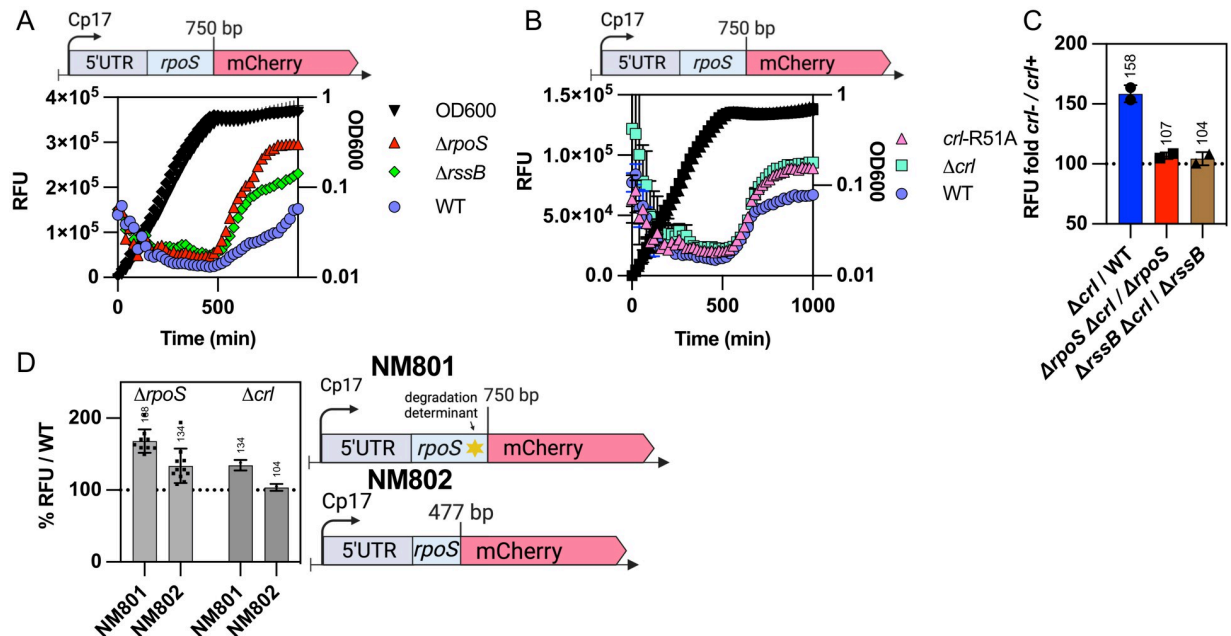 A
Cp17
750 bp
5'UTR
rpoS
mCherry
4×10⁵
3×10⁵
2×10⁵
1×10⁵
0
RFU
1
0.1
0.01
OD600
0
500
Time (min)
OD600
ΔrpoS
ΔrssB
WT
B
Cp17
750 bp
5'UTR
rpoS
mCherry
1.5×10⁵
1.0×10⁵
5.0×10⁴
0.0
RFU
1
0.1
0.01
OD600
0
500
1000
Time (min)
crl-R51A
Δcrl
WT
C
RFU fold crl- / crl+
200
150
100
50
158
107
104
Δcrl / WT
ΔrpoS Δcrl / ΔrpoS
ΔrssB Δcrl / ΔrssB
D
% RFU / WT
200
100
0
ΔrpoS
Δcrl
168
134
134
104
NM801
NM802
NM801
NM802
NM801
Cp17
degradation
determinant
750 bp
5'UTR
rpoS
mCherry
NM802
Cp17
477 bp
5'UTR
rpoS
mCherry